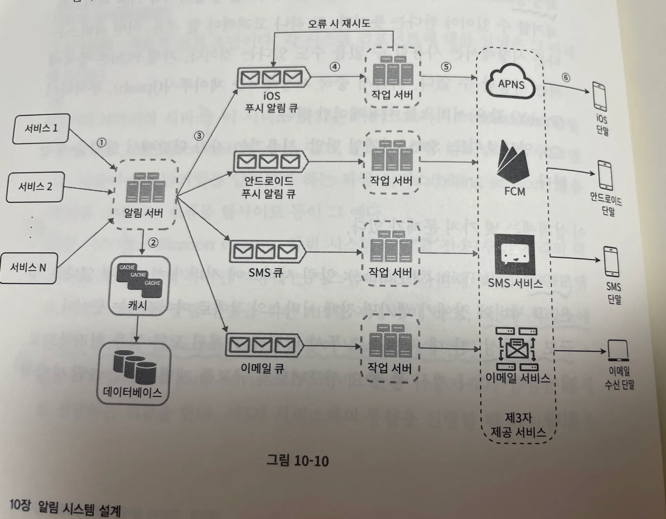 오류 시 재시도
④
⑤
⑥
iOS
푸시 알림 큐
작업 서버
APNS
iOS
단말
서비스 1
①
③
서비스 2
알림 서버
안드로이드
푸시 알림 큐
작업 서버
FCM
안드로이드
단말
②
서비스 N
CACHE
CACHE
CACHE
캐시
SMS 큐
작업 서버
SMS 서비스
SMS
단말
데이터베이스
이메일 큐
작업 서버
이메일 서비스
이메일
수신 단말
제3자
제공 서비스
그림 10-10
10장 알림 시스템 설계